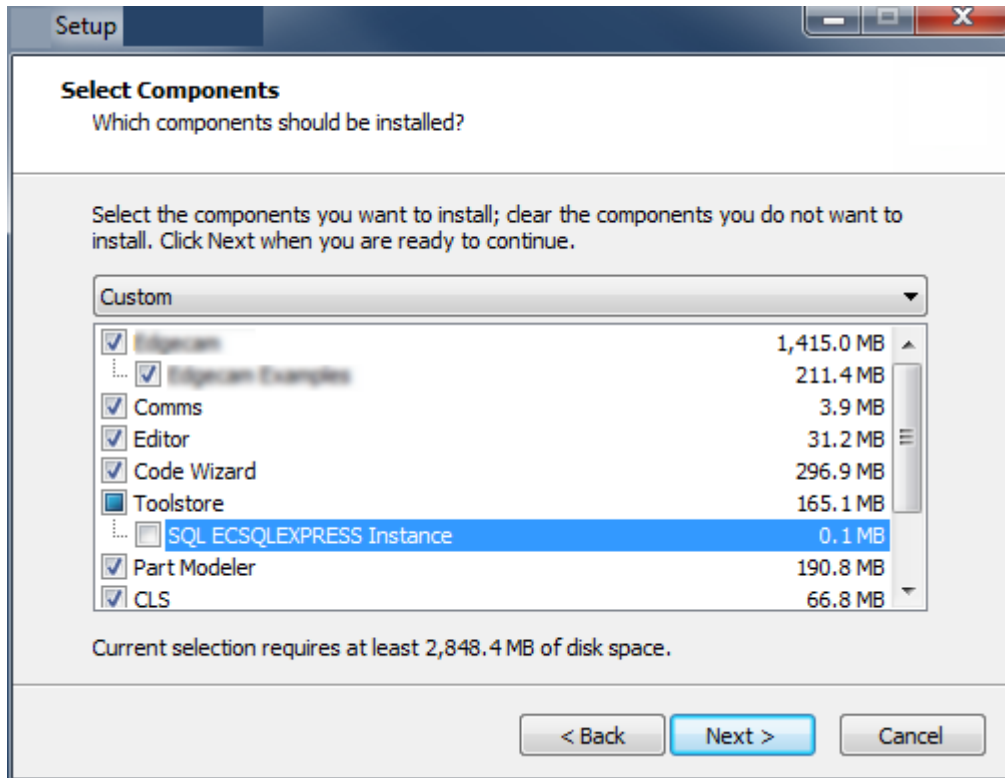 Setup
Select Components
Which components should be installed?
Select the components you want to install; clear the components you do not want to
install. Click Next when you are ready to continue.
Custom
Edgecam 1,415.0 MB
Edgecam Examples 211.4 MB
Comms 3.9 MB
Editor 31.2 MB
Code Wizard 296.9 MB
Toolstore 165.1 MB
SQL ECSQLEXPRESS Instance 0.1 MB
Part Modeler 190.8 MB
CLS 66.8 MB
Current selection requires at least 2,848.4 MB of disk space.
< Back Next > Cancel